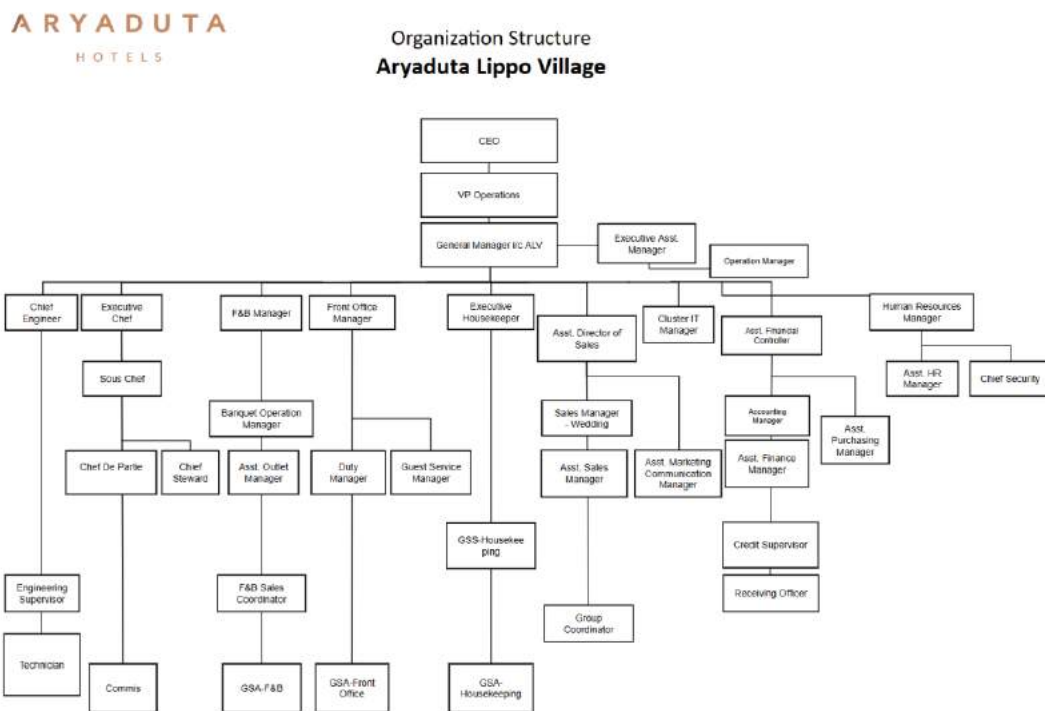 ARYADUTA
HOTELS
Organization Structure
Aryaduta Lippo Village
CEO
VP Operations
General Manager i/c ALV
Executive Asst.
Manager
Operation Manager
Chief
Engineer
Executive
Chef
F&B Manager
Front Office
Manager
Executive
Housekeeper
Asst. Director of
Sales
Cluster IT
Manager
Asst. Financial
Controller
Human Resources
Manager
Sous Chef
Asst. HR
Manager
Chief Security
Banquet Operation
Manager
Sales Manager
- Wedding
Accounting
Manager
Asst.
Purchasing
Manager
Chef De Partie
Chief
Steward
Asst. Outlet
Manager
Duty
Manager
Guest Service
Manager
Asst. Sales
Manager
Asst. Marketing
Communication
Manager
Asst. Finance
Manager
GSS-Housekee
ping
Credit Supervisor
Engineering
Supervisor
F&B Sales
Coordinator
Receiving Officer
Group
Coordinator
Technician
Commis
GSA-F&B
GSA-Front
Office
GSA-
Housekeeping